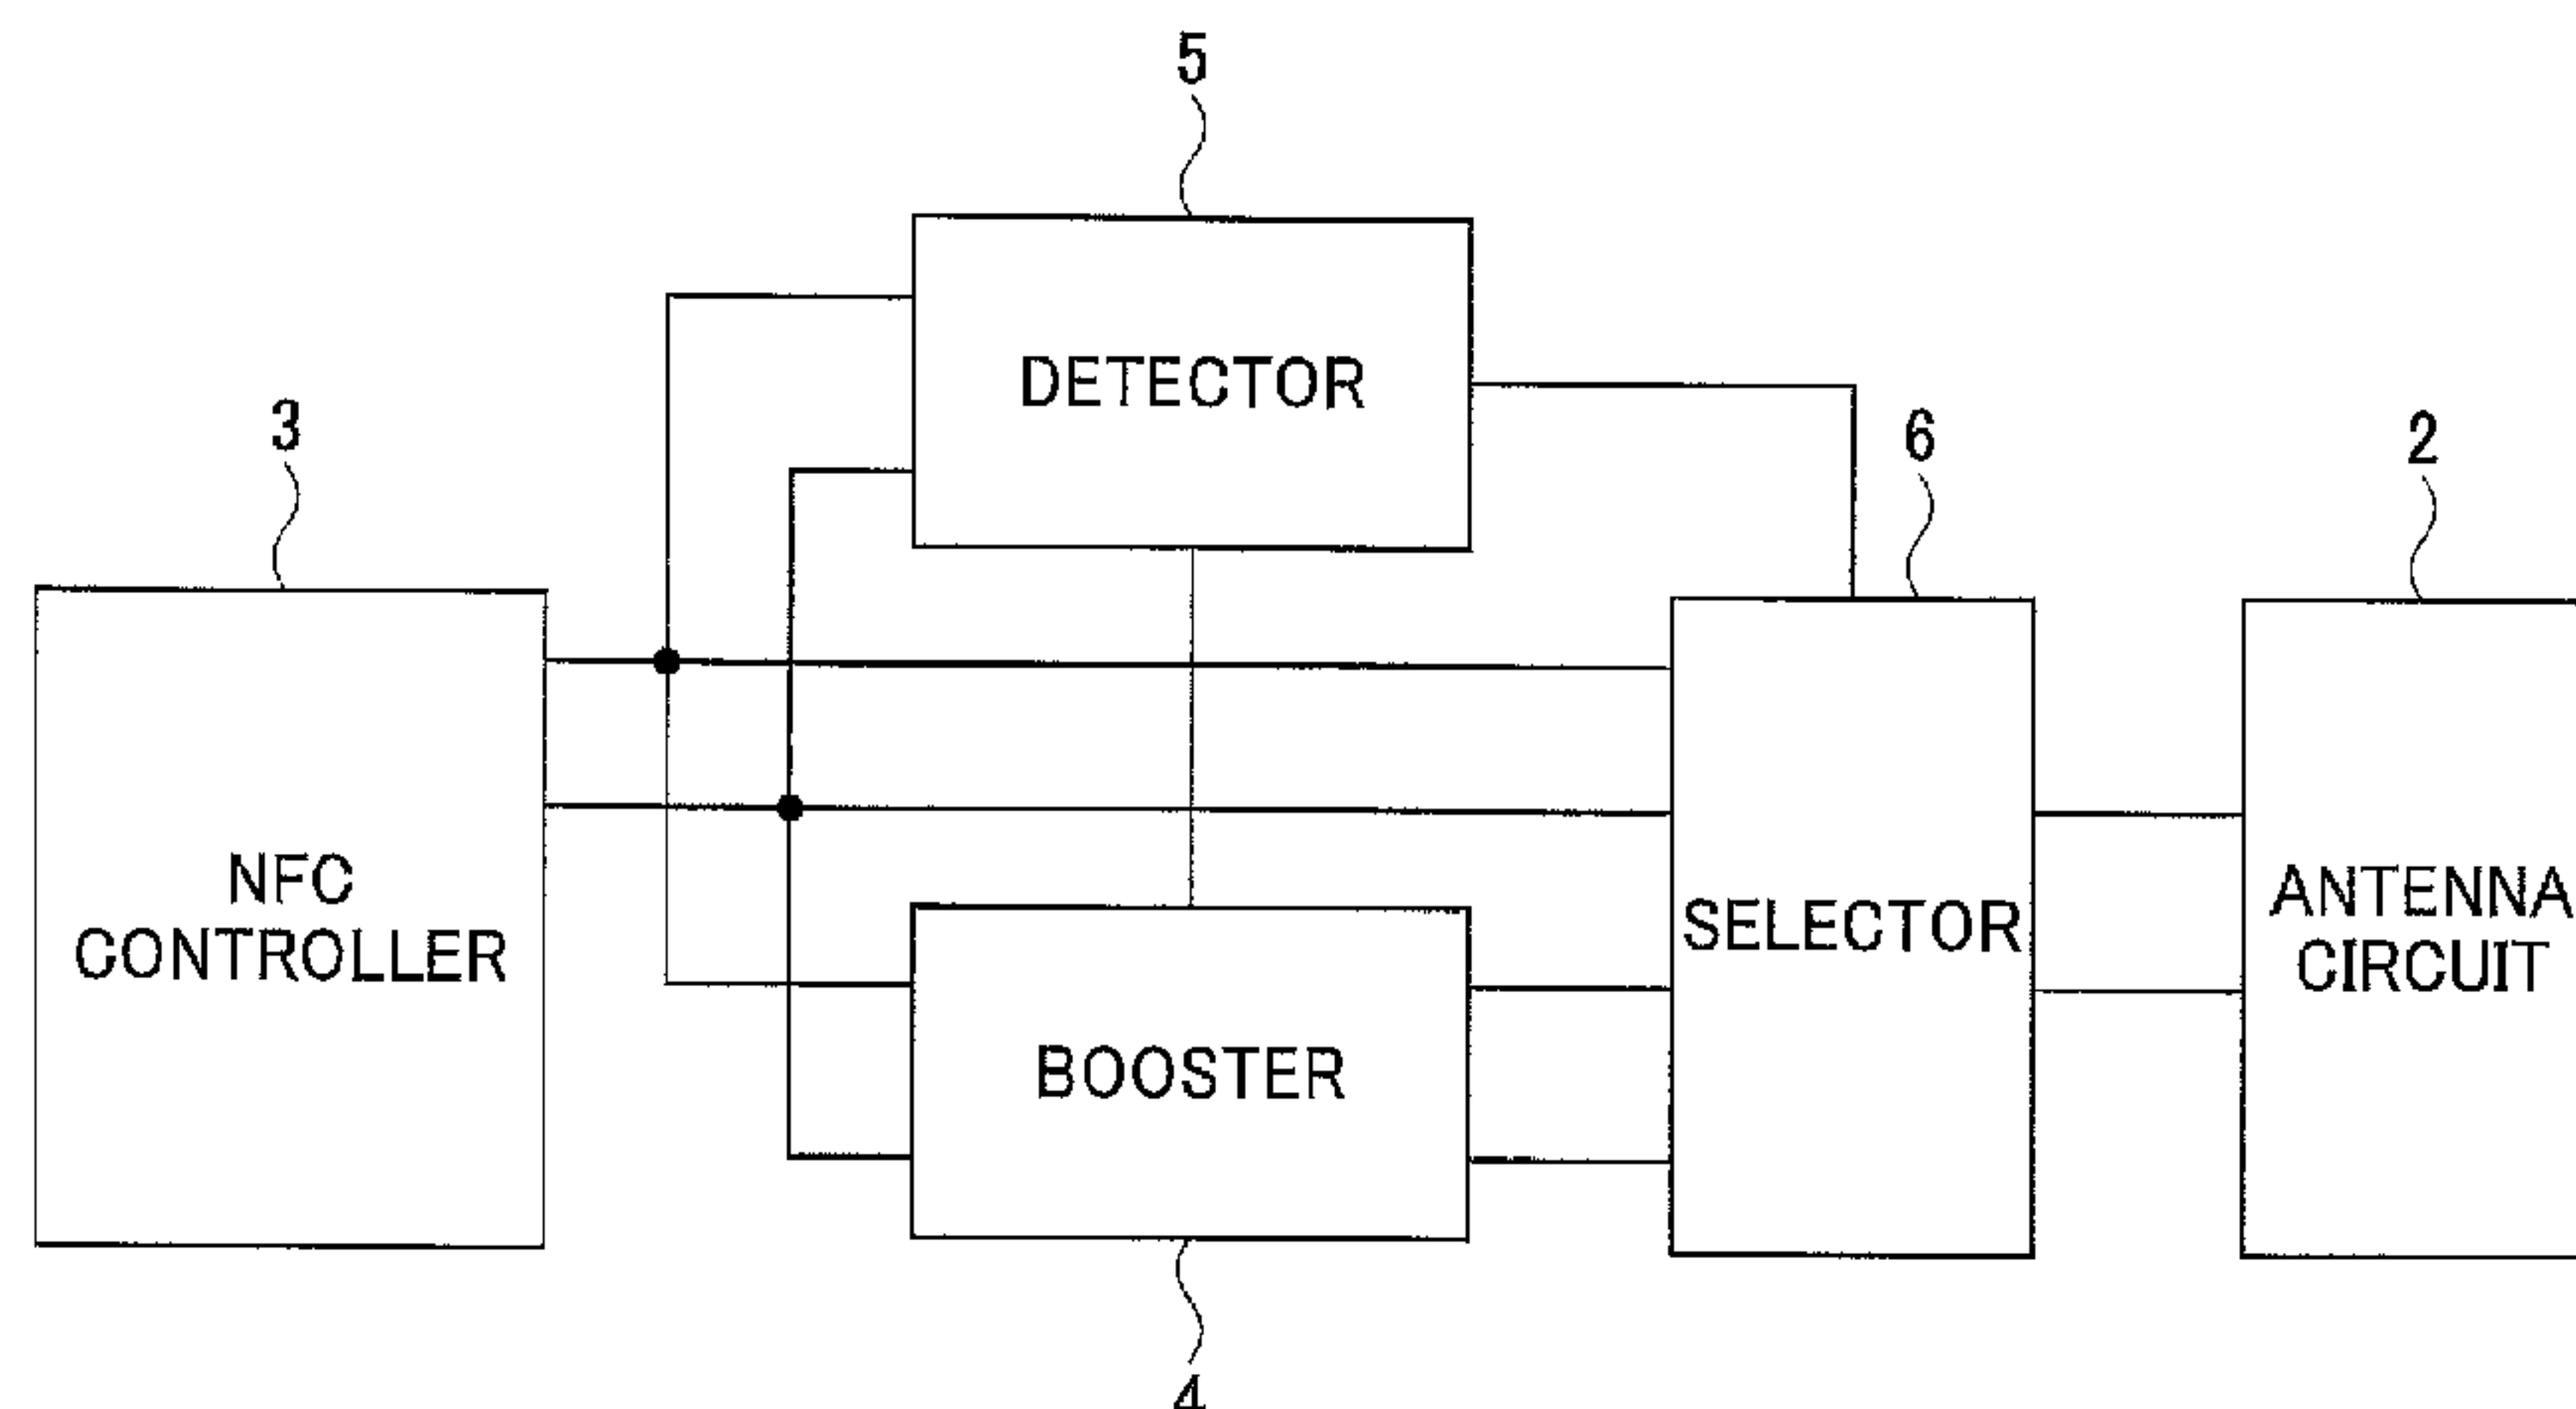 5
DETECTOR
3
6
2
NFC
CONTROLLER
SELECTOR
ANTENNA
CIRCUIT
BOOSTER
4